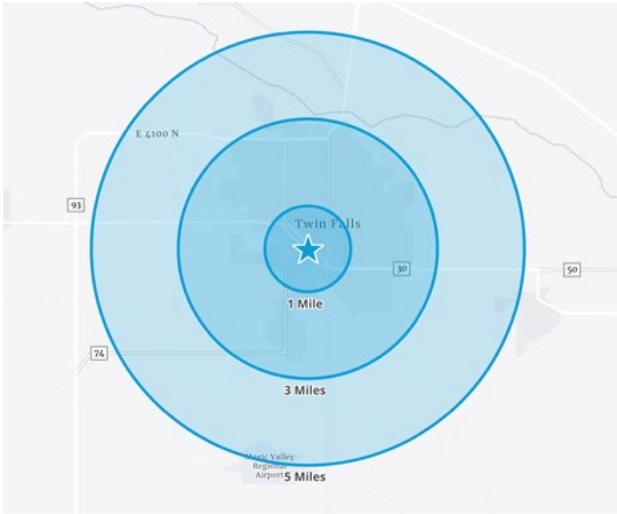 E 4100 N
93
Twin Falls
30
50
1 Mile
74
3 Miles
Magic Valley
Regional
Airport
5 Miles